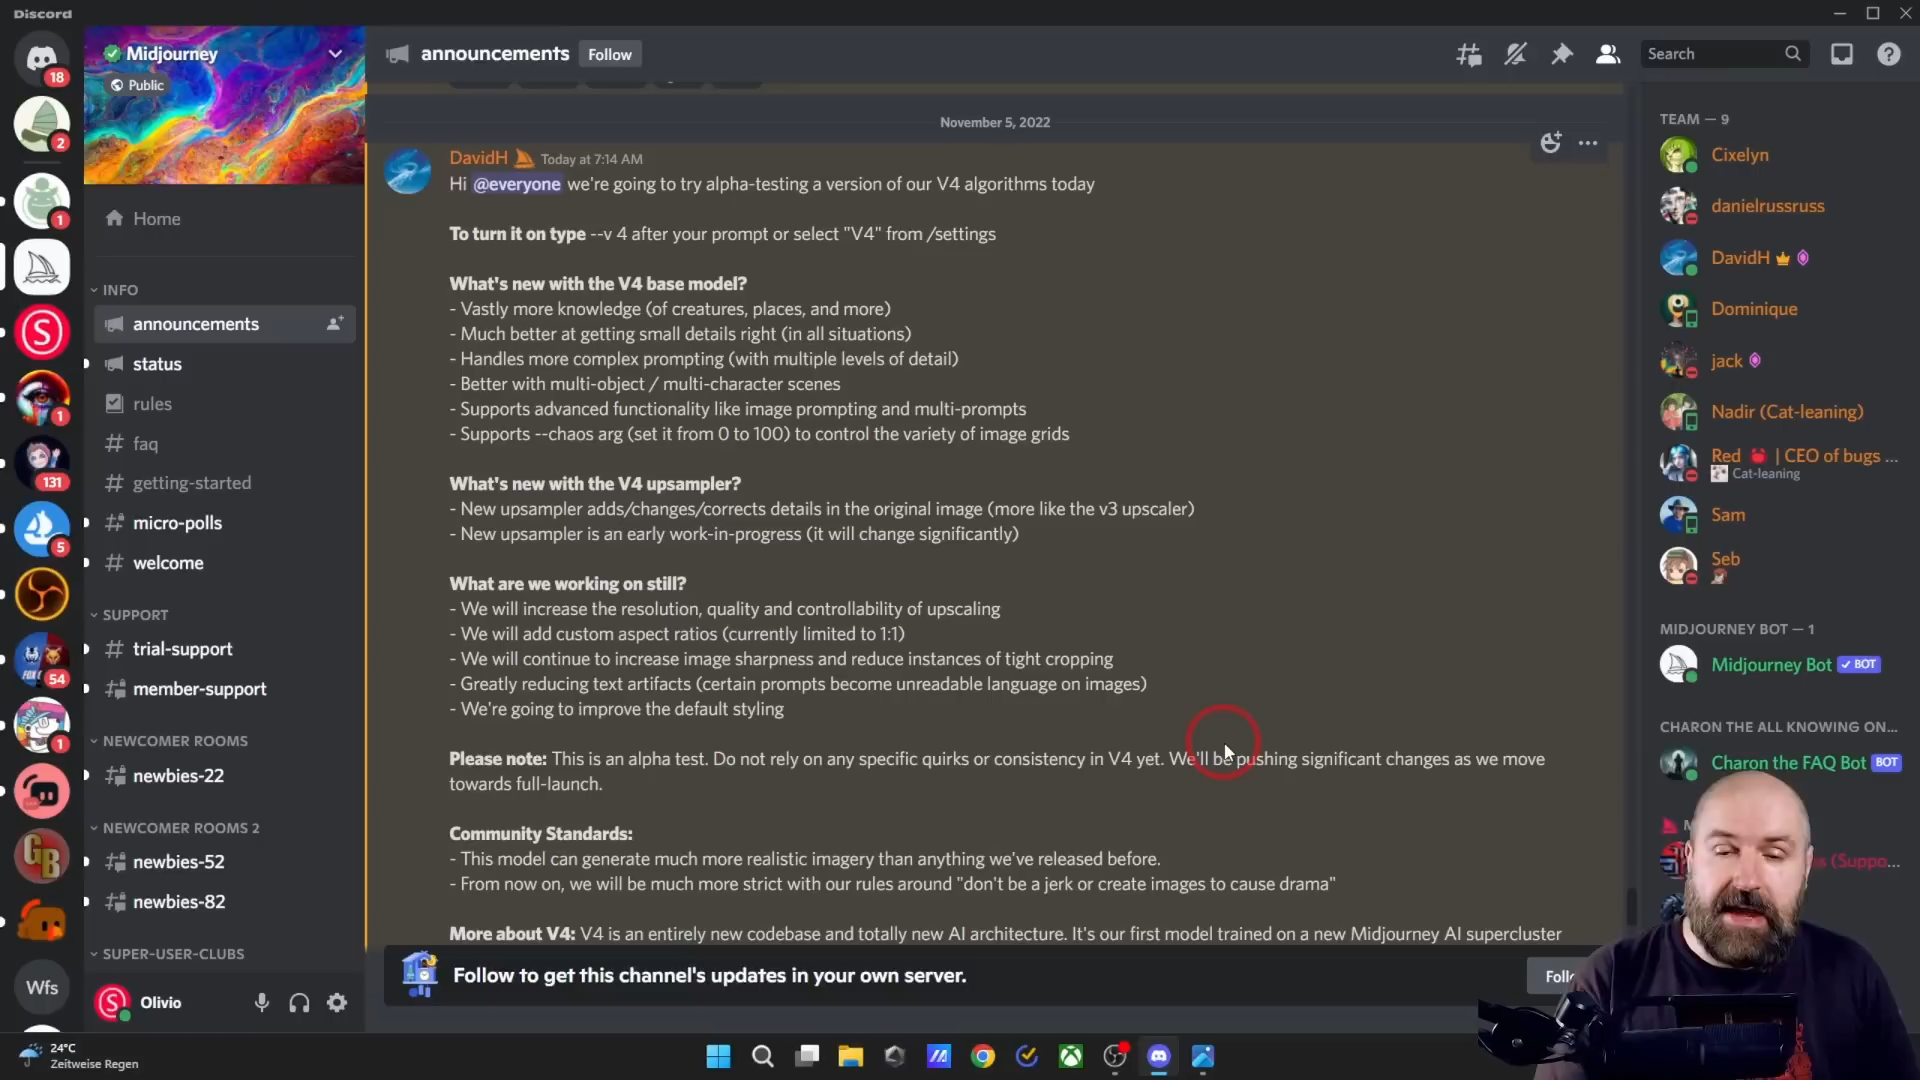 Discord
Midjourney
Public
announcements
Follow
Search
18
2
1
1
131
5
54
1
GB
Wfs
Home
INFO
announcements
status
rules
faq
getting-started
micro-polls
welcome
SUPPORT
trial-support
member-support
NEWCOMER ROOMS
newbies-22
NEWCOMER ROOMS 2
newbies-52
newbies-82
SUPER-USER-CLUBS
Olivio
November 5, 2022
DavidH Today at 7:14 AM
Hi @everyone we're going to try alpha-testing a version of our V4 algorithms today
To turn it on type --v 4 after your prompt or select "V4" from /settings
What's new with the V4 base model?
- Vastly more knowledge (of creatures, places, and more)
- Much better at getting small details right (in all situations)
- Handles more complex prompting (with multiple levels of detail)
- Better with multi-object / multi-character scenes
- Supports advanced functionality like image prompting and multi-prompts
- Supports --chaos arg (set it from 0 to 100) to control the variety of image grids
What's new with the V4 upsampler?
- New upsampler adds/changes/corrects details in the original image (more like the v3 upscaler)
- New upsampler is an early work-in-progress (it will change significantly)
What are we working on still?
- We will increase the resolution, quality and controllability of upscaling
- We will add custom aspect ratios (currently limited to 1:1)
- We will continue to increase image sharpness and reduce instances of tight cropping
- Greatly reducing text artifacts (certain prompts become unreadable language on images)
- We're going to improve the default styling
Please note: This is an alpha test. Do not rely on any specific quirks or consistency in V4 yet. We'll be pushing significant changes as we move
towards full-launch.
Community Standards:
- This model can generate much more realistic imagery than anything we've released before.
- From now on, we will be much more strict with our rules around "don't be a jerk or create images to cause drama"
More about V4: V4 is an entirely new codebase and totally new AI architecture. It's our first model trained on a new Midjourney AI supercluster
Follow to get this channel's updates in your own server.
Foll
TEAM — 9
Cixelyn
danielrussruss
DavidH
Dominique
jack
Nadir (Cat-leaning)
Red | CEO of bugs ...
Cat-leaning
Sam
Seb
MIDJOURNEY BOT — 1
Midjourney Bot BOT
CHARON THE ALL KNOWING ON...
Charon the FAQ Bot BOT
M
s (Suppo...
24°C
Zeitweise Regen